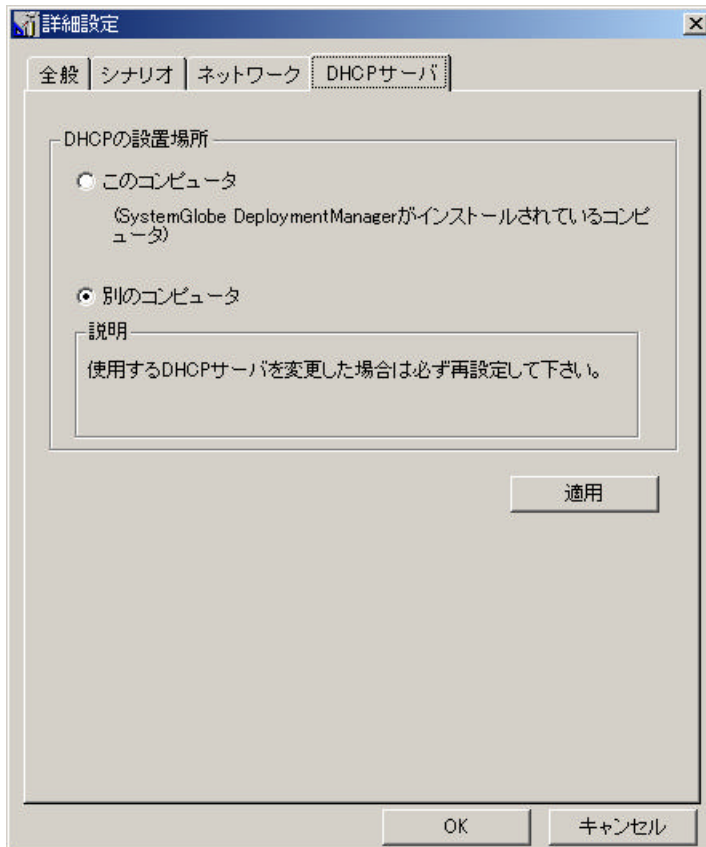 詳細設定
全般 シナリオ ネットワーク DHCPサーバ
DHCPの設置場所
このコンピュータ
(SystemGlobe DeploymentManagerがインストールされているコンピ
ュータ)
別のコンピュータ
説明
使用するDHCPサーバを変更した場合は必ず再設定して下さい。
適用
OK キャンセル